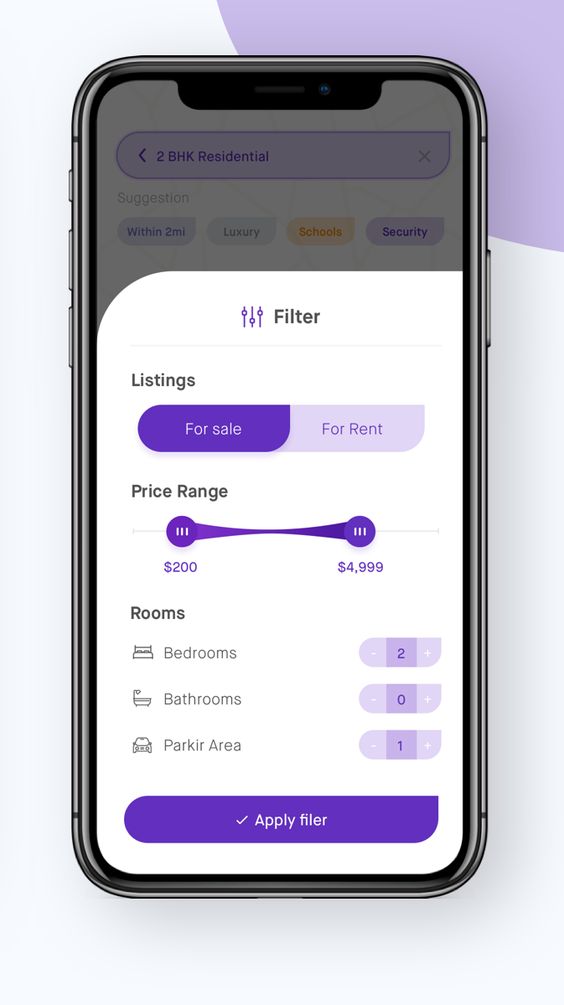 2 BHK Residential
Suggestion
Within 2mi Luxury Schools Security
Filter
Listings
For sale For Rent
Price Range
$200 $4,999
Rooms
Bedrooms - 2 +
Bathrooms - 0 +
Parkir Area - 1 +
Apply filer